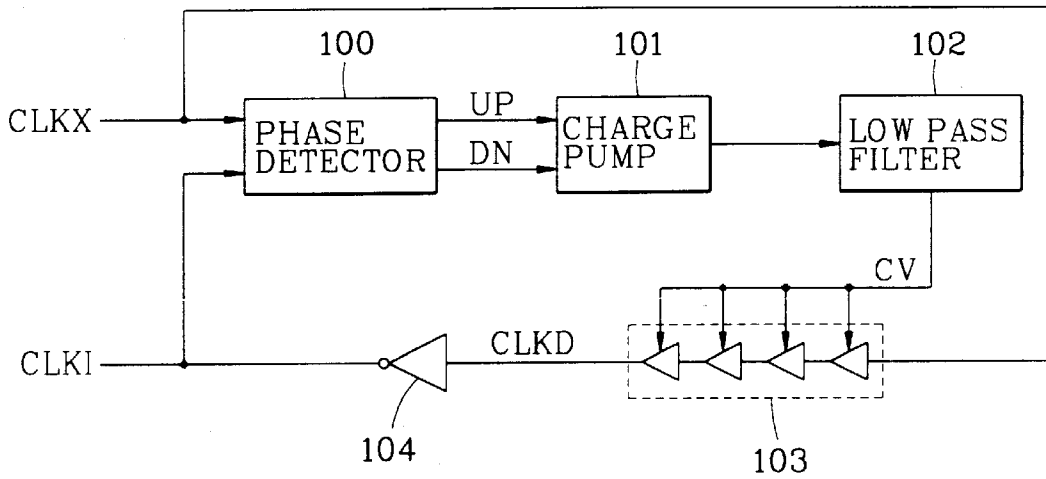 100
101
102
CLKX
PHASE
DETECTOR
UP
DN
CHARGE
PUMP
LOW PASS
FILTER
CV
CLKI
CLKD
104
103